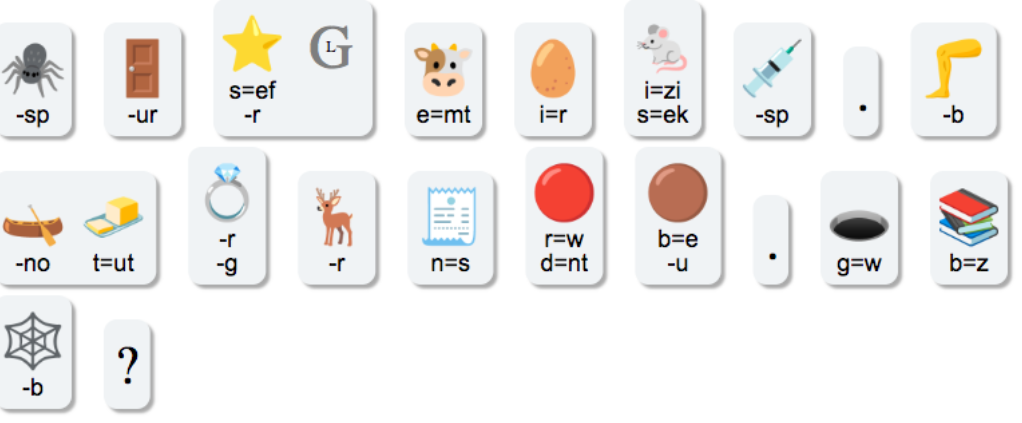 -sp
-ur
s=ef
-r
G
L
e=mt
i=r
i=zi
s=ek
-sp
.
-b
-no
t=ut
-r
-g
-r
n=s
r=w
d=nt
b=e
-u
.
g=w
b=z
-b
?